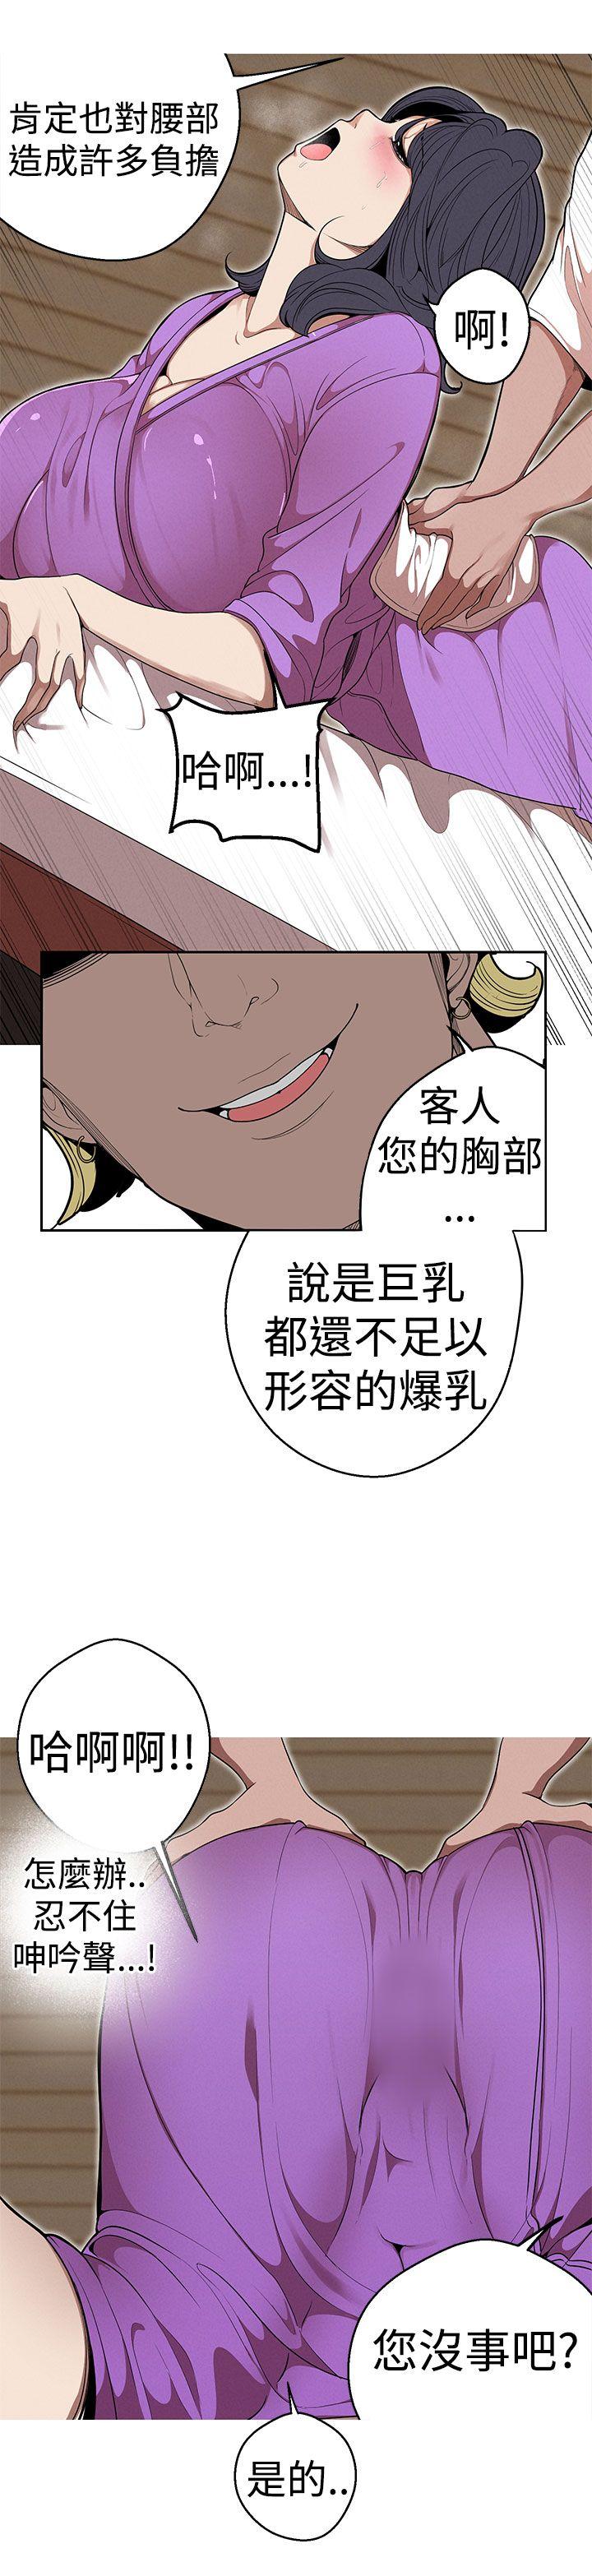 肯定也對腰部
造成許多負擔
啊!
哈啊...!
客人
您的胸部
...
說是巨乳
都還不足以
形容的爆乳
哈啊啊!!
怎麼辦..
忍不住
呻吟聲...!
您沒事吧?
是的..